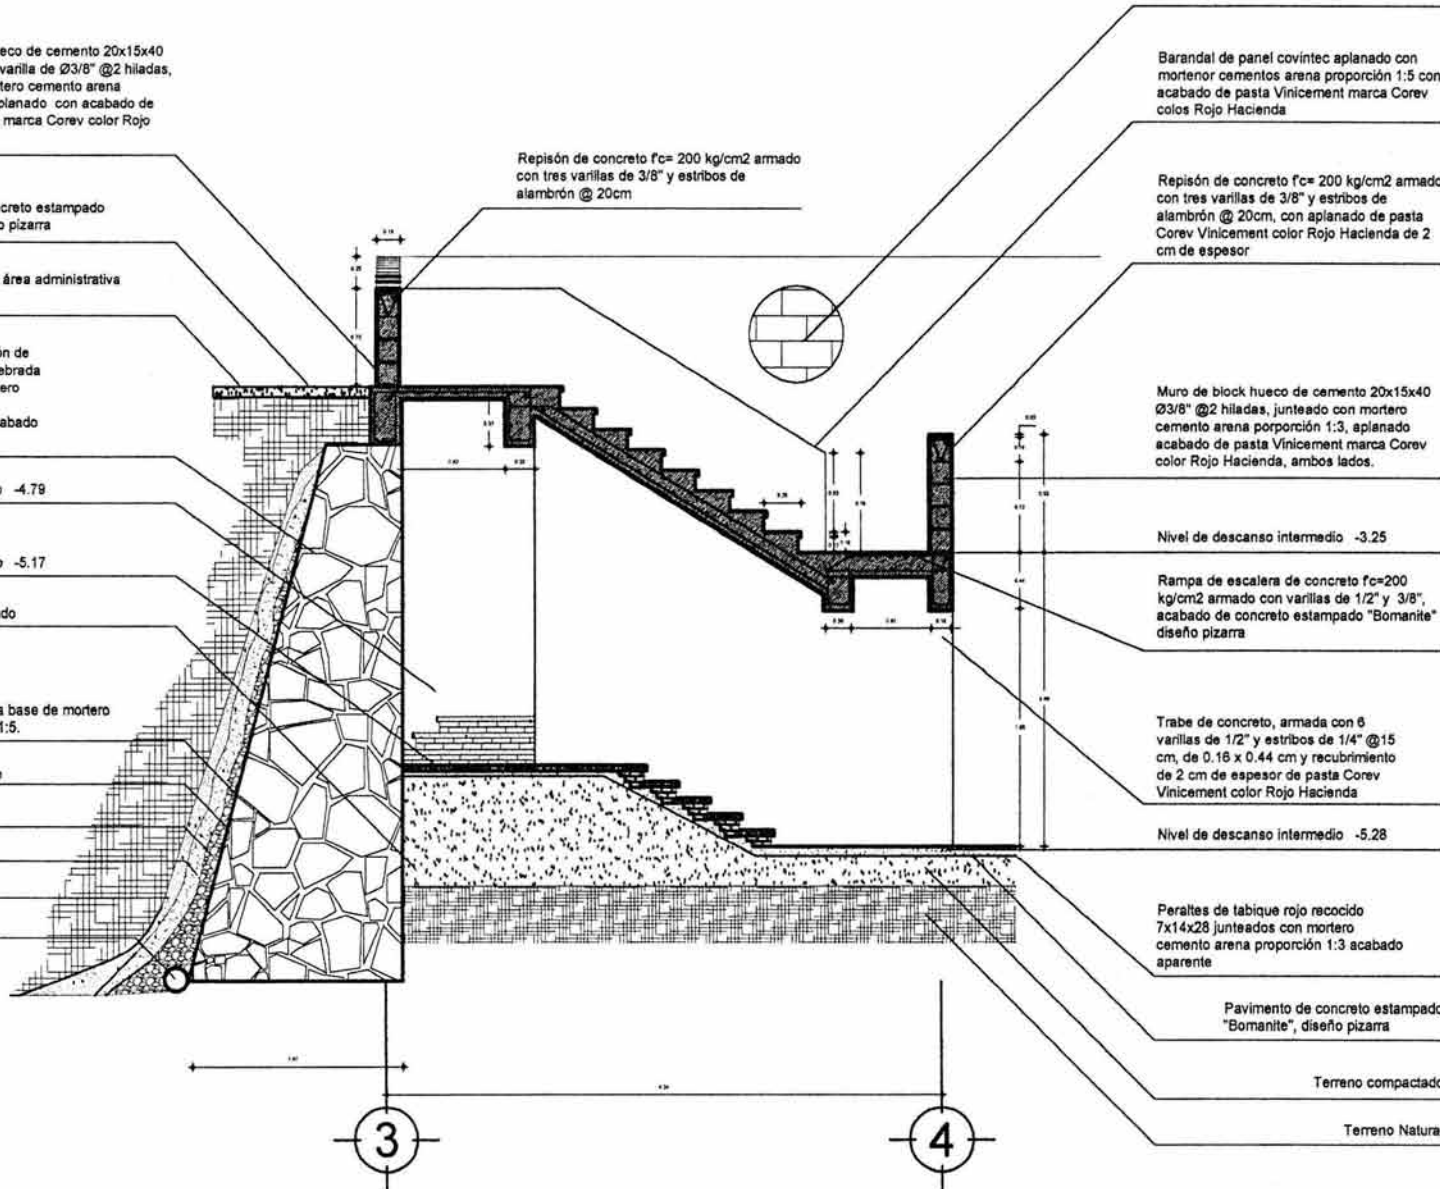 eco de cemento 20x15x40
varilla de Ø3/8" @2 hiladas,
tero cemento arena
planado con acabado de
marca Corev color Rojo
creto estampado
o pizarra
área administrativa
ón de
ebrada
ero
abado
-4.79
-5.17
do
a base de mortero
1:5.
Repisón de concreto f'c= 200 kg/cm2 armado
con tres varillas de 3/8" y estribos de
alambrón @ 20cm
Barandal de panel covintec aplanado con
mortenor cementos arena proporción 1:5 con
acabado de pasta Vinicement marca Corev
colos Rojo Hacienda
Repisón de concreto f'c= 200 kg/cm2 armado
con tres varillas de 3/8" y estribos de
alambrón @ 20cm, con aplanado de pasta
Corev Vinicement color Rojo Hacienda de 2
cm de espesor
Muro de block hueco de cemento 20x15x40
Ø3/8" @2 hiladas, junteado con mortero
cemento arena porporción 1:3, aplanado
acabado de pasta Vinicement marca Corev
color Rojo Hacienda, ambos lados.
Nivel de descanso intermedio -3.25
Rampa de escalera de concreto f'c=200
kg/cm2 armado con varillas de 1/2" y 3/8",
acabado de concreto estampado "Bomanite"
diseño pizarra
Trabe de concreto, armada con 6
varillas de 1/2" y estribos de 1/4" @15
cm, de 0.16 x 0.44 cm y recubrimiento
de 2 cm de espesor de pasta Corev
Vinicement color Rojo Hacienda
Nivel de descanso intermedio -5.28
Peraltes de tabique rojo recocido
7x14x28 junteados con mortero
cemento arena proporción 1:3 acabado
aparente
Pavimento de concreto estampado
"Bomanite", diseño pizarra
Terreno compactado
Terreno Natura
3
4